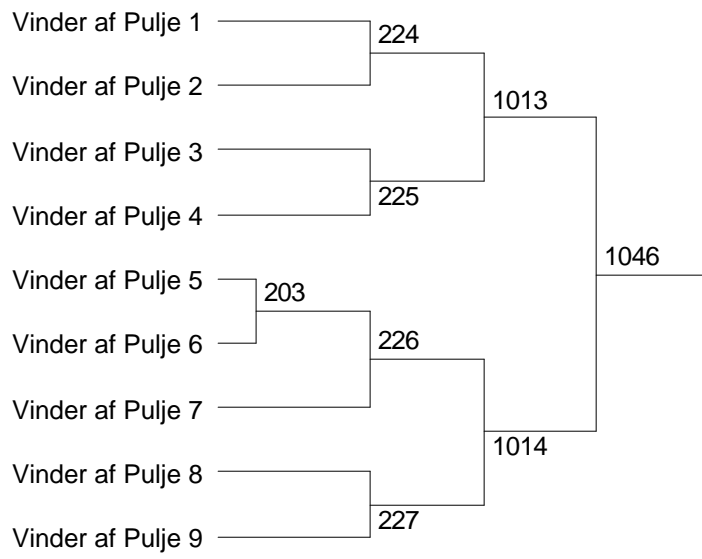 Vinder af Pulje 1
224
Vinder af Pulje 2
1013
Vinder af Pulje 3
225
Vinder af Pulje 4
1046
Vinder af Pulje 5
203
Vinder af Pulje 6
226
Vinder af Pulje 7
1014
Vinder af Pulje 8
227
Vinder af Pulje 9